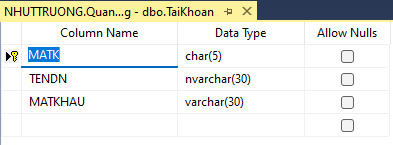 NHUTTRUONG.Quan...g - dbo.TaiKhoan
Column Name Data Type Allow Nulls
MATK char(5)
TENDN nvarchar(30)
MATKHAU varchar(30)